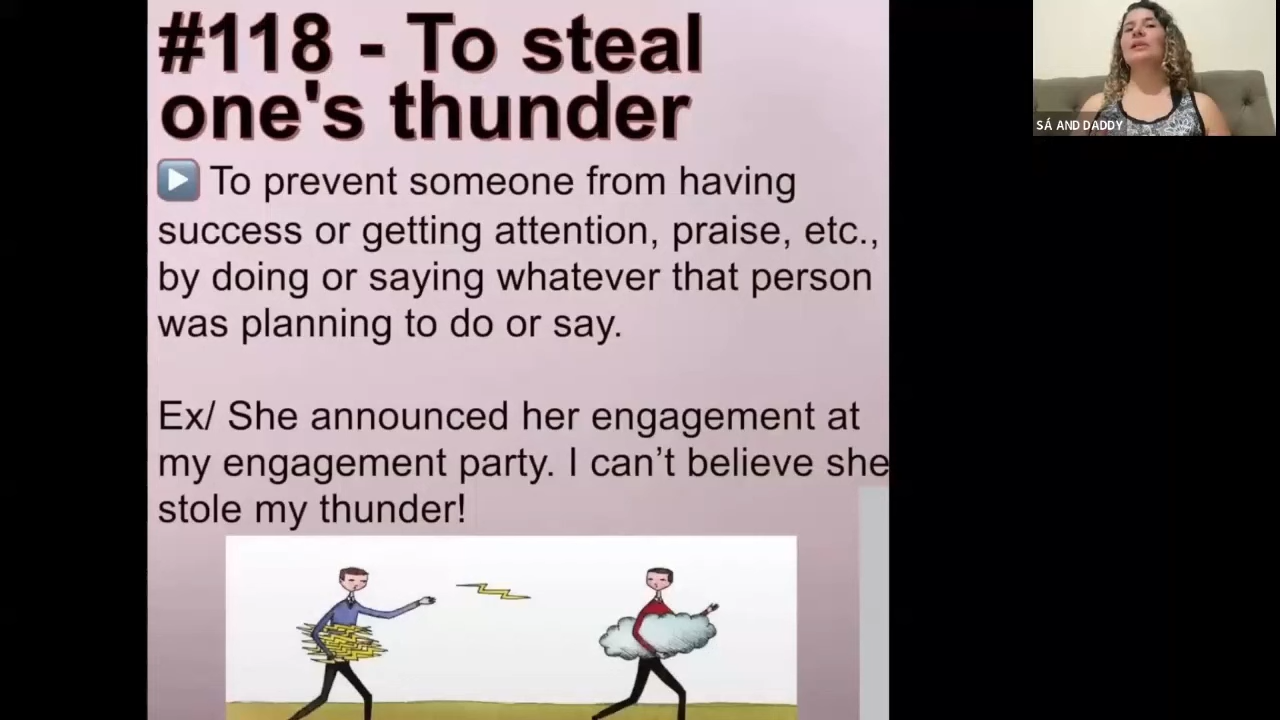 #118 - To steal
one's thunder
▶ To prevent someone from having
success or getting attention, praise, etc.,
by doing or saying whatever that person
was planning to do or say.
Ex/ She announced her engagement at
my engagement party. I can’t believe she
stole my thunder!
SÁ AND DADDY